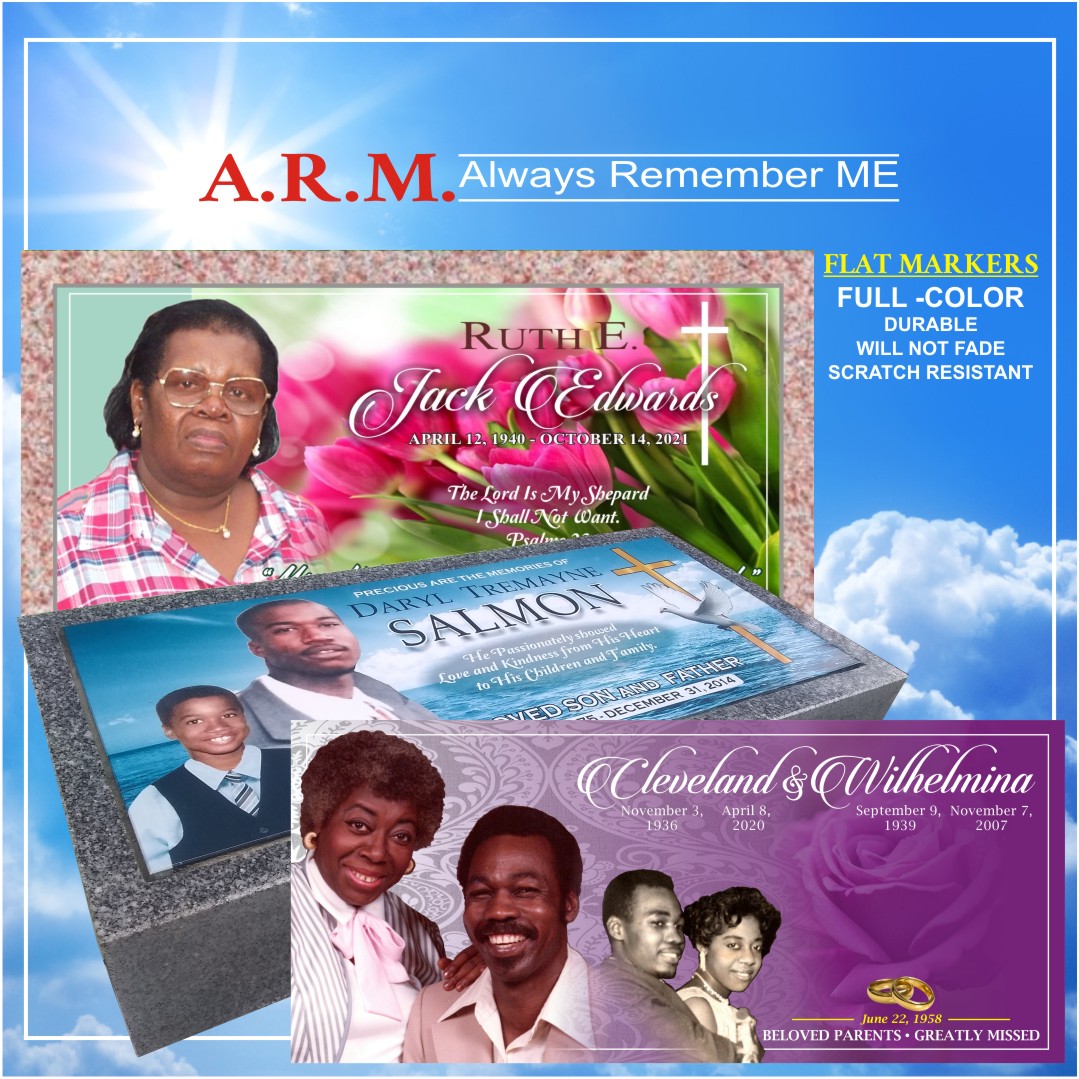 A.R.M. Always Remember ME
FLAT MARKERS
FULL -COLOR
DURABLE
WILL NOT FADE
SCRATCH RESISTANT
RUTH E.
Jack Edwards
APRIL 12, 1940 - OCTOBER 14, 2021
The Lord Is My Shepard
I Shall Not Want.
PRECIOUS ARE THE MEMORIES OF
DARYL TREMAYNE
SALMON
He Passionately showed
Love and Kindness from His Heart
to His Children and Family.
SON AND FATHER
DECEMBER 31, 2014
Cleveland & Wilhelmina
November 3, April 8, September 9, November 7,
1936 2020 1939 2007
June 22, 1958
BELOVED PARENTS • GREATLY MISSED